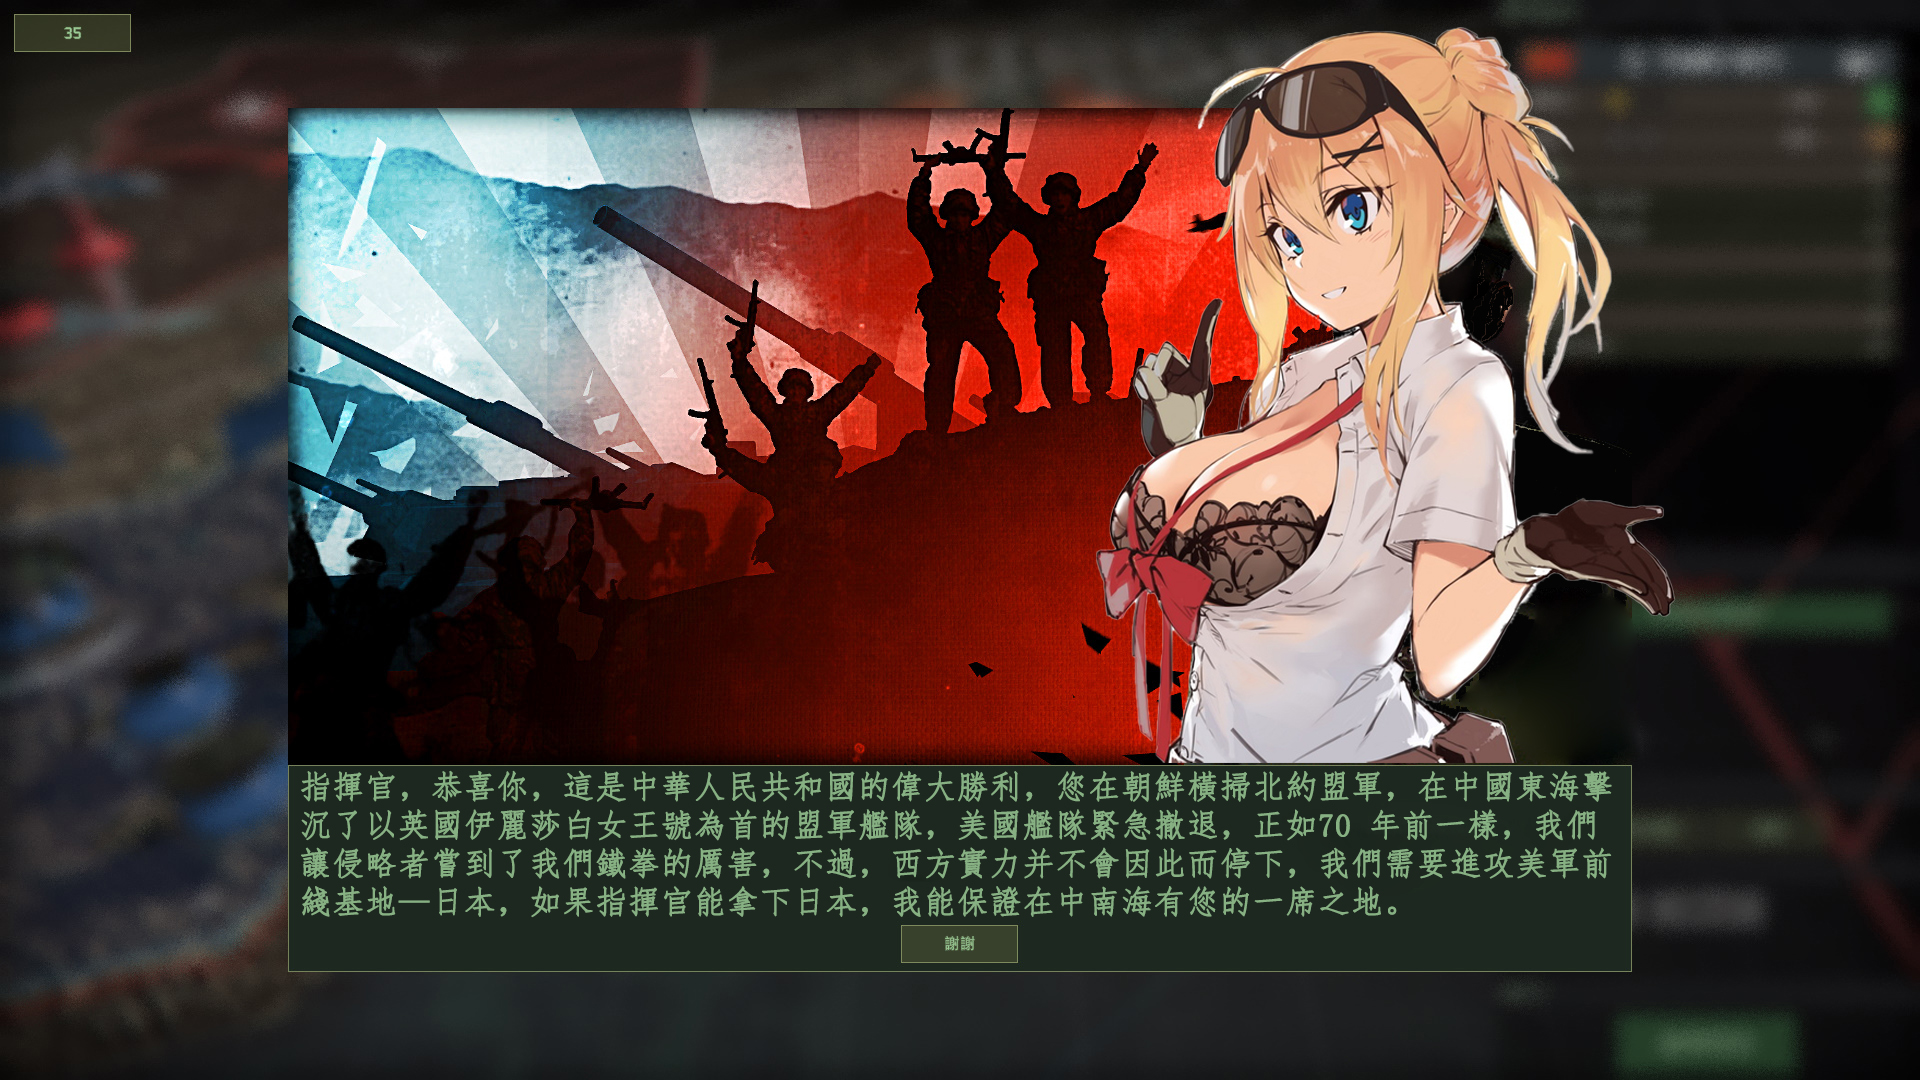 35
指揮官，恭喜你，這是中華人民共和國的偉大勝利，您在朝鮮橫掃北約盟軍，在中國東海擊
沉了以英國伊麗莎白女王號為首的盟軍艦隊，美國艦隊緊急撤退，正如70 年前一樣，我們
讓侵略者嘗到了我們鐵拳的厲害，不過，西方實力并不會因此而停下，我們需要進攻美軍前
綫基地—日本，如果指揮官能拿下日本，我能保證在中南海有您的一席之地。
謝謝